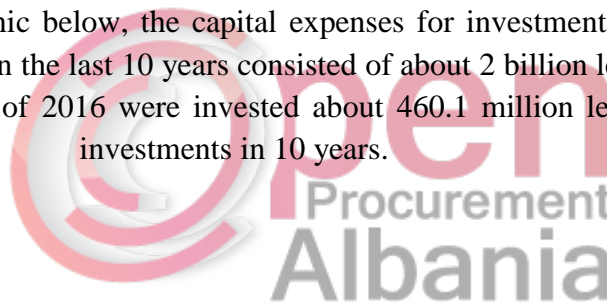 nic below, the capital expenses for investment
n the last 10 years consisted of about 2 billion le
of 2016 were invested about 460.1 million le
investments in 10 years.
Open
Procurement
Albania